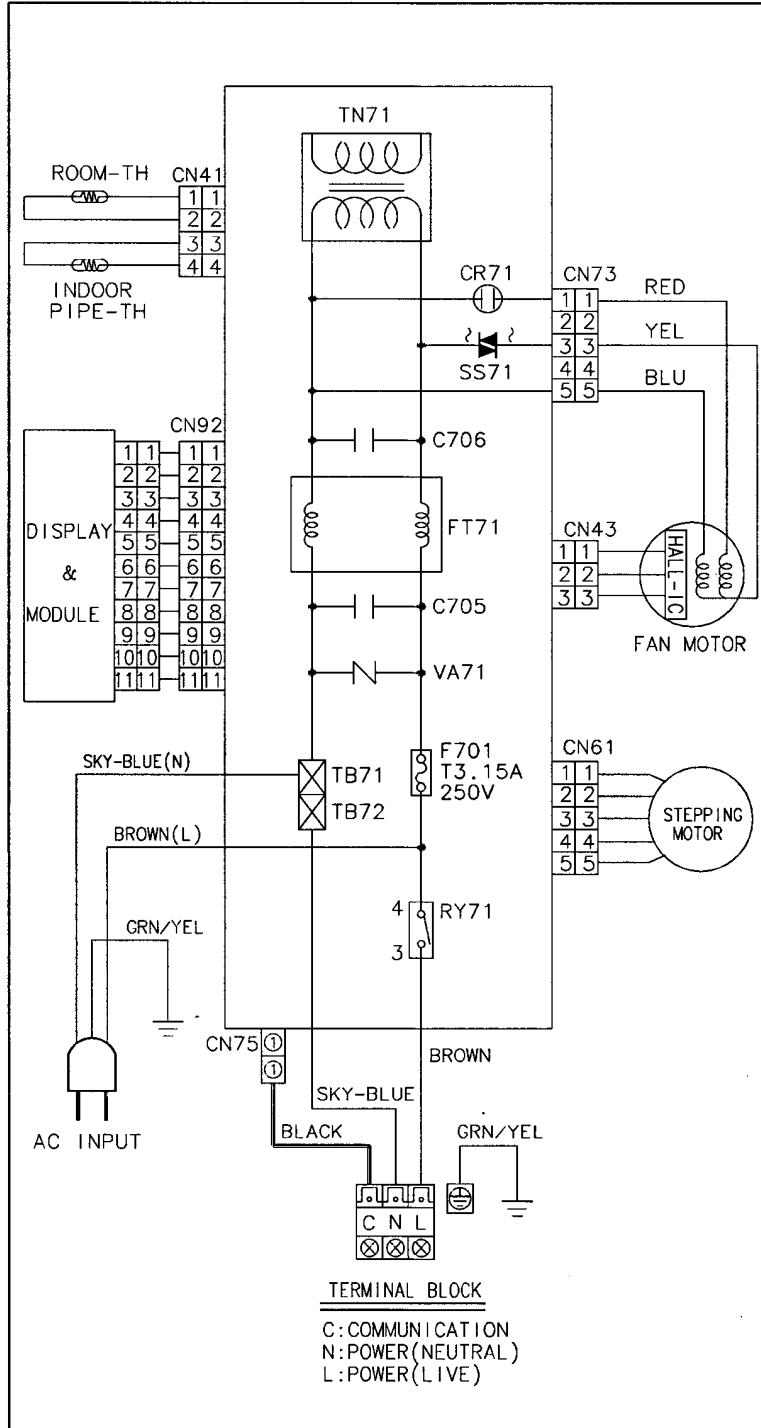 TN71
ROOM-TH
CN41
1 1
2 2
3 3
4 4
INDOOR
PIPE-TH
CR71
CN73
1 1
2 2
3 3
4 4
5 5
RED
YEL
BLU
SS71
C706
CN92
DISPLAY
&
MODULE
1 1 1 1
2 2 2 2
3 3 3 3
4 4 4 4
5 5 5 5
6 6 6 6
7 7 7 7
8 8 8 8
9 9 9 9
10 10 10 10
11 11 11 11
FT71
CN43
1 1
2 2
3 3
HALL-IC
FAN MOTOR
C705
VA71
SKY-BLUE(N)
TB71
TB72
F701
T3.15A
250V
CN61
1 1
2 2
3 3
4 4
5 5
STEPPING
MOTOR
BROWN(L)
GRN/YEL
4
3
RY71
AC INPUT
CN75
1
1
BROWN
SKY-BLUE
BLACK
GRN/YEL
C N L
TERMINAL BLOCK
C:COMMUNICATION
N:POWER(NEUTRAL)
L:POWER(LIVE)